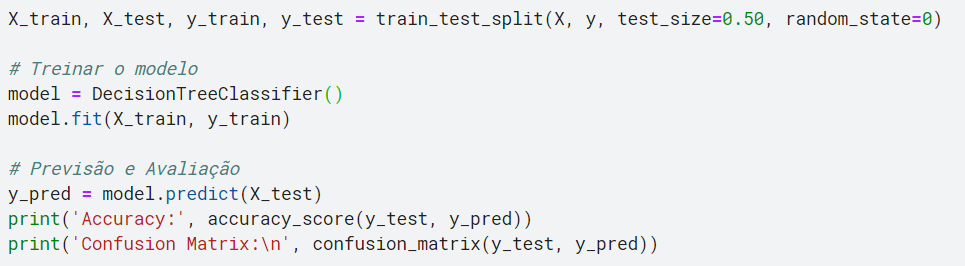 X_train, X_test, y_train, y_test = train_test_split(X, y, test_size=0.50, random_state=0)
# Treinar o modelo
model = DecisionTreeClassifier()
model.fit(X_train, y_train)
# Previsão e Avaliação
y_pred = model.predict(X_test)
print('Accuracy:', accuracy_score(y_test, y_pred))
print('Confusion Matrix:\n', confusion_matrix(y_test, y_pred))